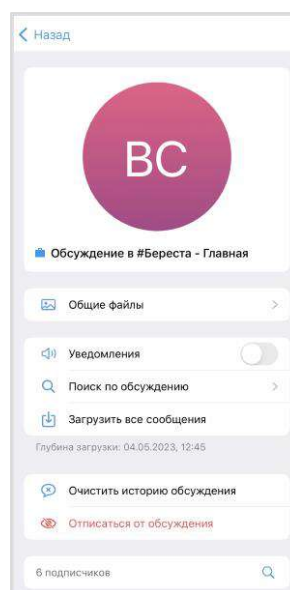 Назад
ВС
Обсуждение в #Береста - Главная
Общие файлы
Уведомления
Поиск по обсуждению
Загрузить все сообщения
Глубина загрузки: 04.05.2023, 12:45
Очистить историю обсуждения
Отписаться от обсуждения
6 подписчиков